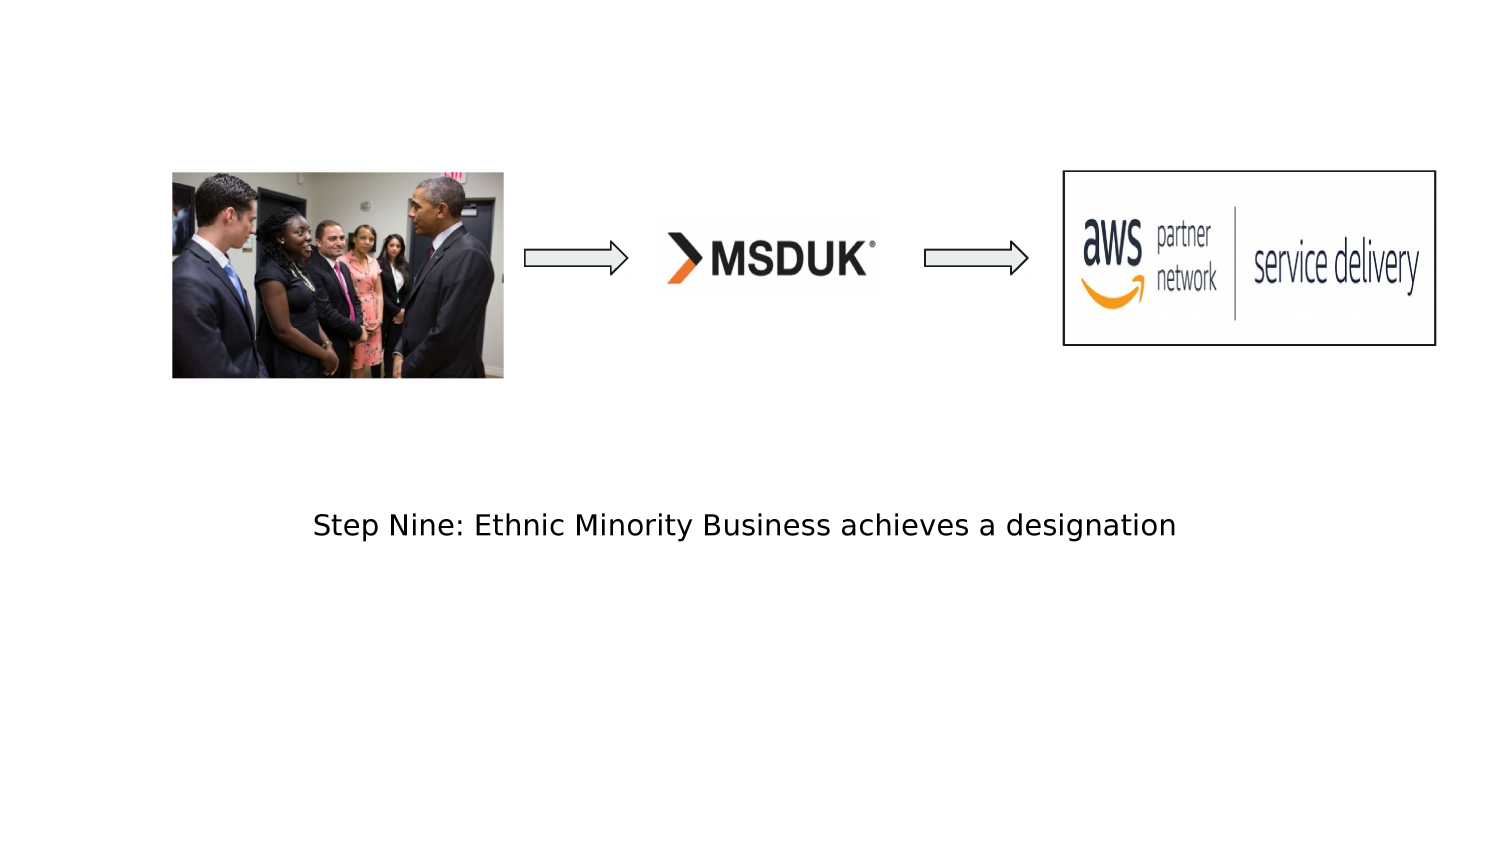 MSDUK®
aws partner network | service delivery
Step Nine: Ethnic Minority Business achieves a designation